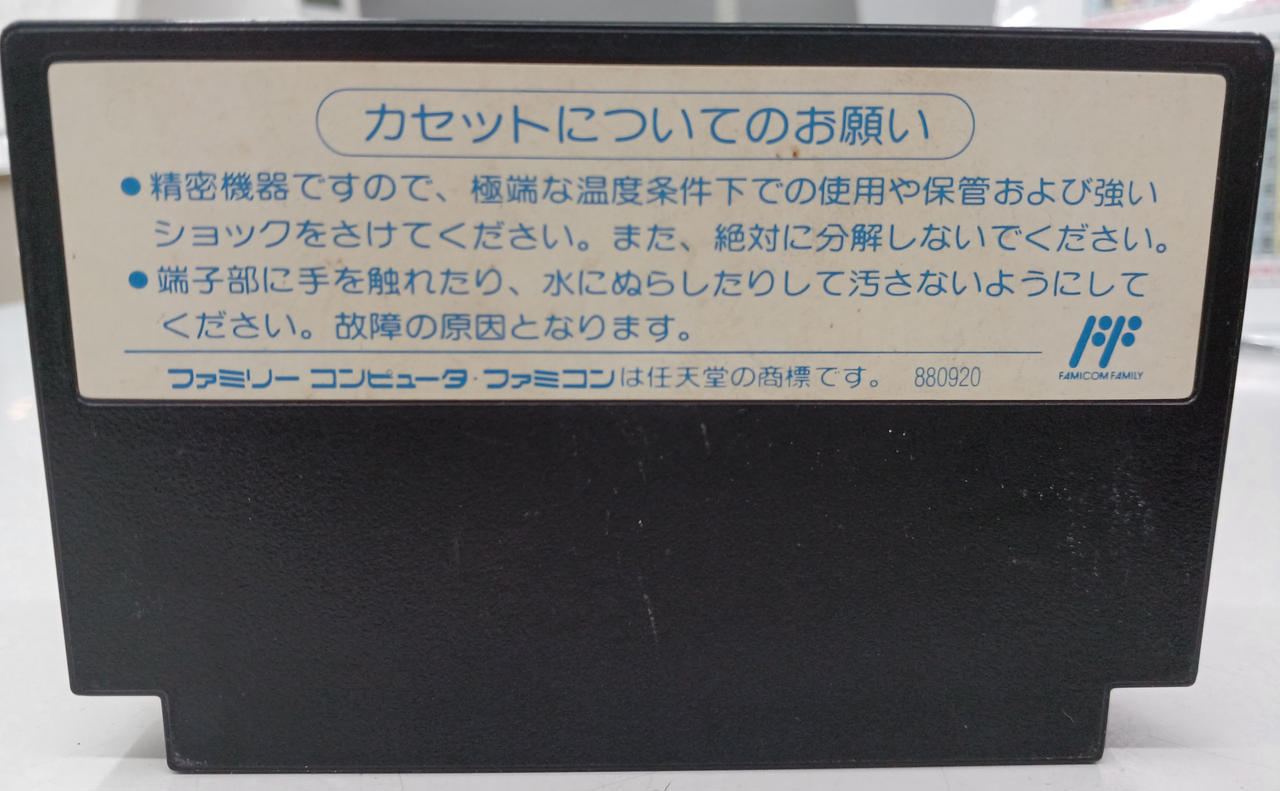 カセットについてのお願い
●精密機器ですので、極端な温度条件下での使用や保管および強い
ショックをさけてください。また、絶対に分解しないでください。
●端子部に手を触れたり、水にぬらしたりして汚さないようにして
ください。故障の原因となります。
ファミリーコンピュータ・ファミコンは任天堂の商標です。 880920
FF
FAMICOM FAMILY